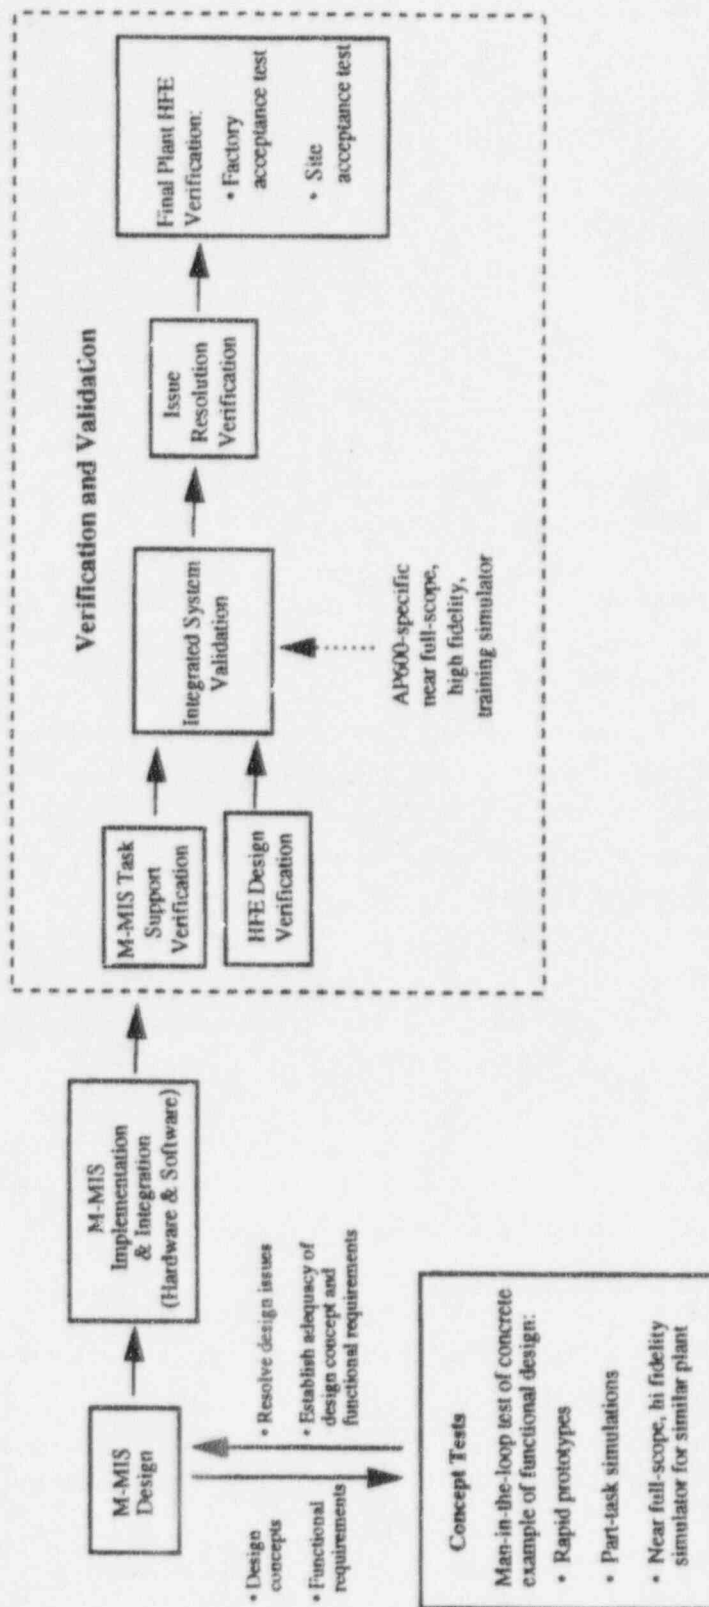 M-MIS
Design
• Design
concepts
• Functional
requirements
• Resolve design issues
• Establish adequacy of
design concept and
functional requirements
Concept Tests
Man-in-the-loop test of concrete
example of functional design:
• Rapid prototypes
• Part-task simulations
• Near full-scope, hi fidelity
simulator for similar plant
M-MIS
Implementation
& Integration
(Hardware & Software)
Verification and Validation
M-MIS Task
Support
Verification
HFE Design
Verification
Integrated System
Validation
AP600-specific
near full-scope,
high fidelity,
training simulator
Issue
Resolution
Verification
Final Plant HFE
Verification:
• Factory
acceptance test
• Site
acceptance test